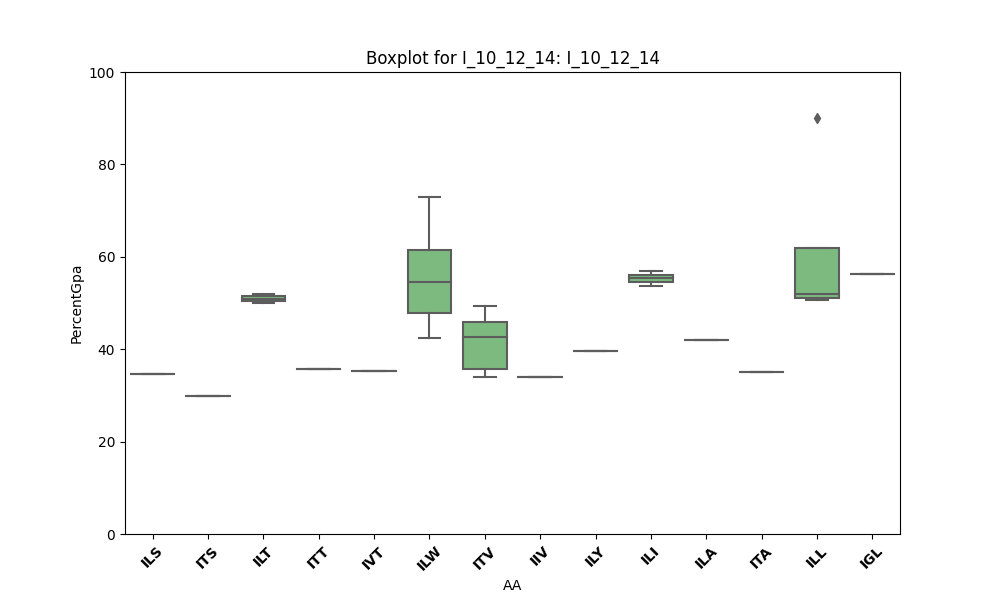 Boxplot for I_10_12_14: I_10_12_14
100
80
60
40
20
0
PercentGpa
ILS
ITS
ILT
ITT
IVT
ILW
ITV
IIV
ILY
ILI
ILA
ITA
ILL
IGL
AA